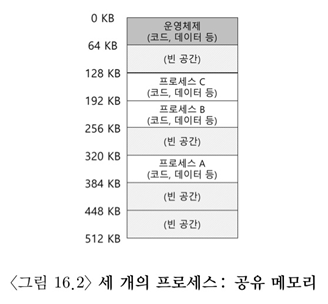 0 KB
운영체제
(코드, 데이터 등)
64 KB
(빈 공간)
128 KB
프로세스 C
(코드, 데이터 등)
192 KB
프로세스 B
(코드, 데이터 등)
256 KB
(빈 공간)
320 KB
프로세스 A
(코드, 데이터 등)
384 KB
(빈 공간)
448 KB
(빈 공간)
512 KB
〈그림 16.2〉 세 개의 프로세스: 공유 메모리